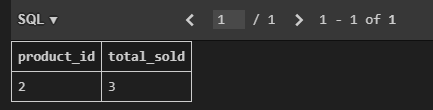 SQL ▼ < 1 / 1 > 1 - 1 of 1
product_id total_sold
2 3